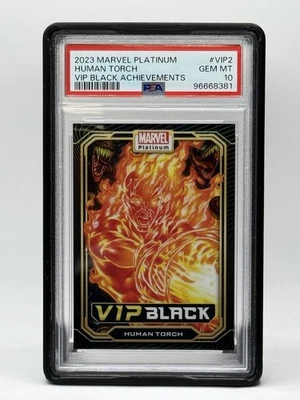 2023 MARVEL PLATINUM #VIP2
HUMAN TORCH GEM MT
VIP BLACK ACHIEVEMENTS 10
PSA 96668381
MARVEL
Platinum
VIP BLACK
HUMAN TORCH